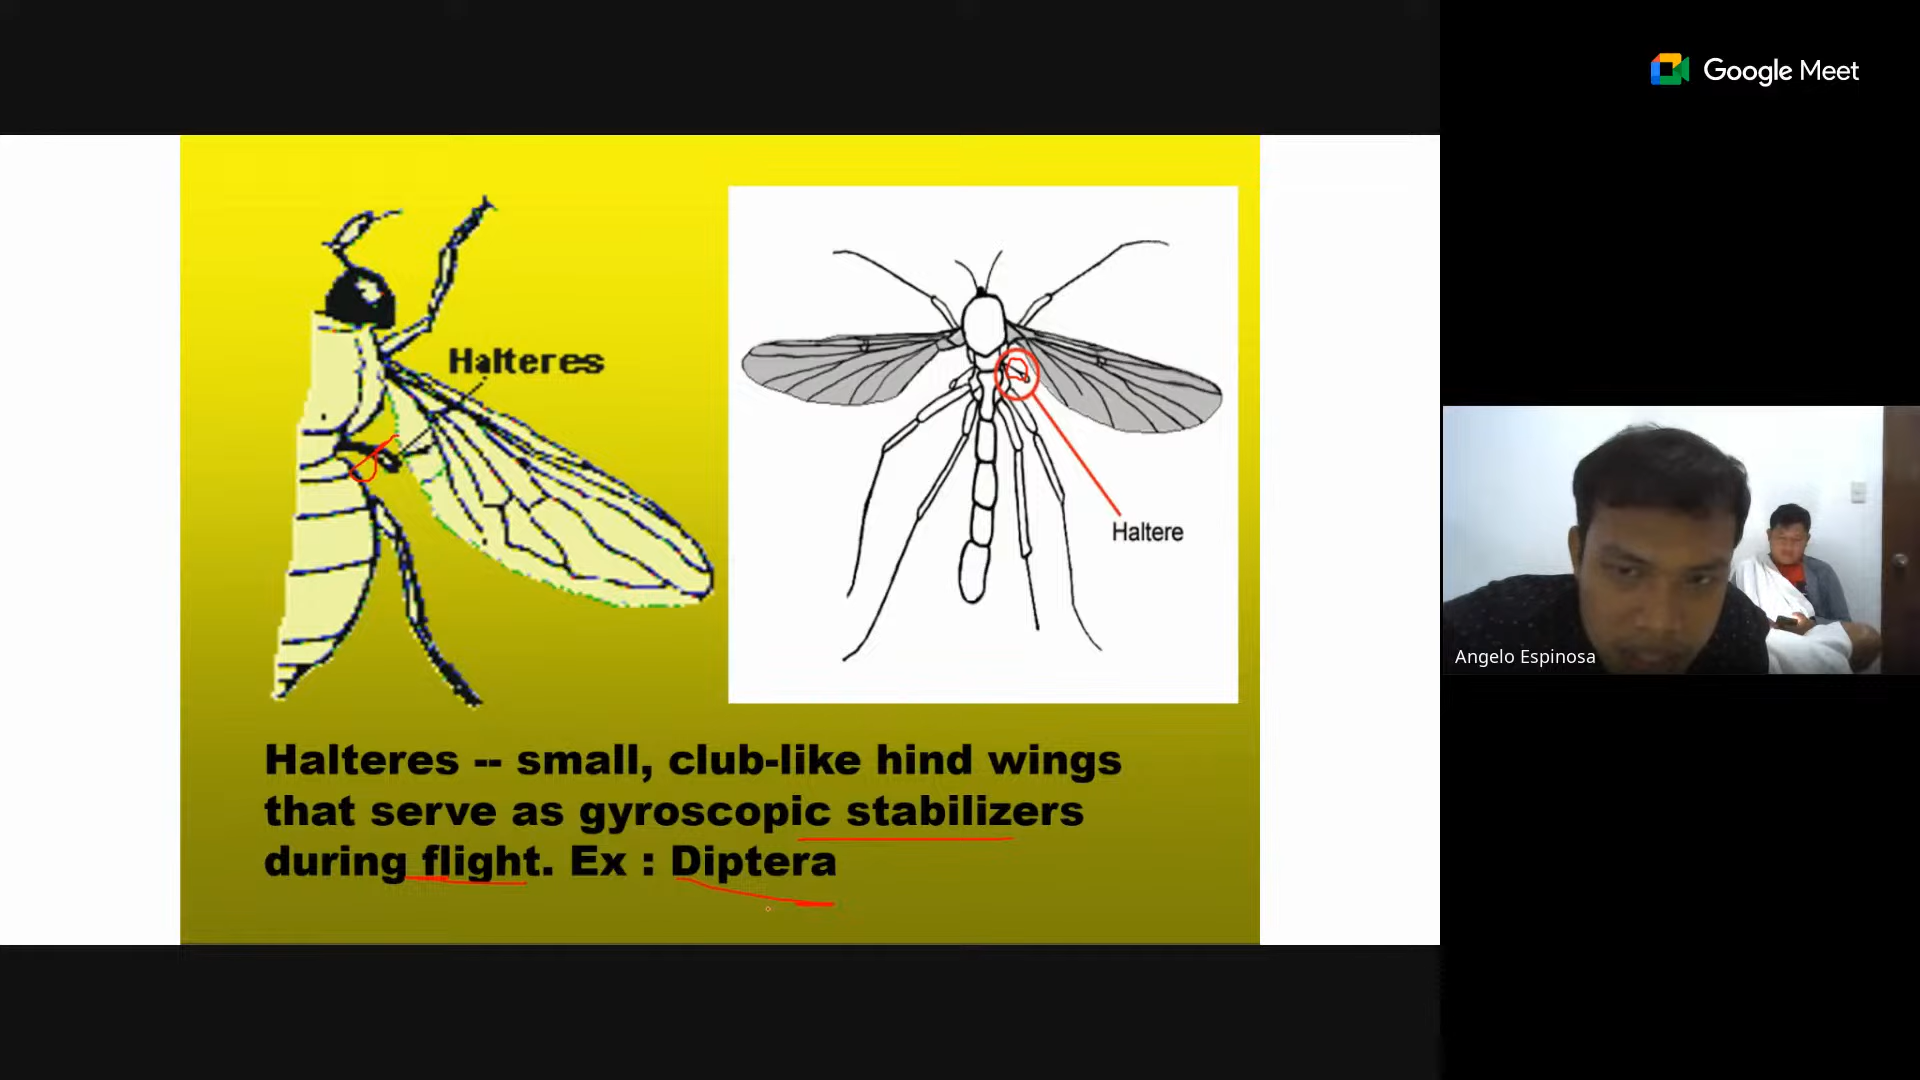 Google Meet
Halteres
Haltere
Angelo Espinosa
Halteres -- small, club-like hind wings
that serve as gyroscopic stabilizers
during flight. Ex : Diptera